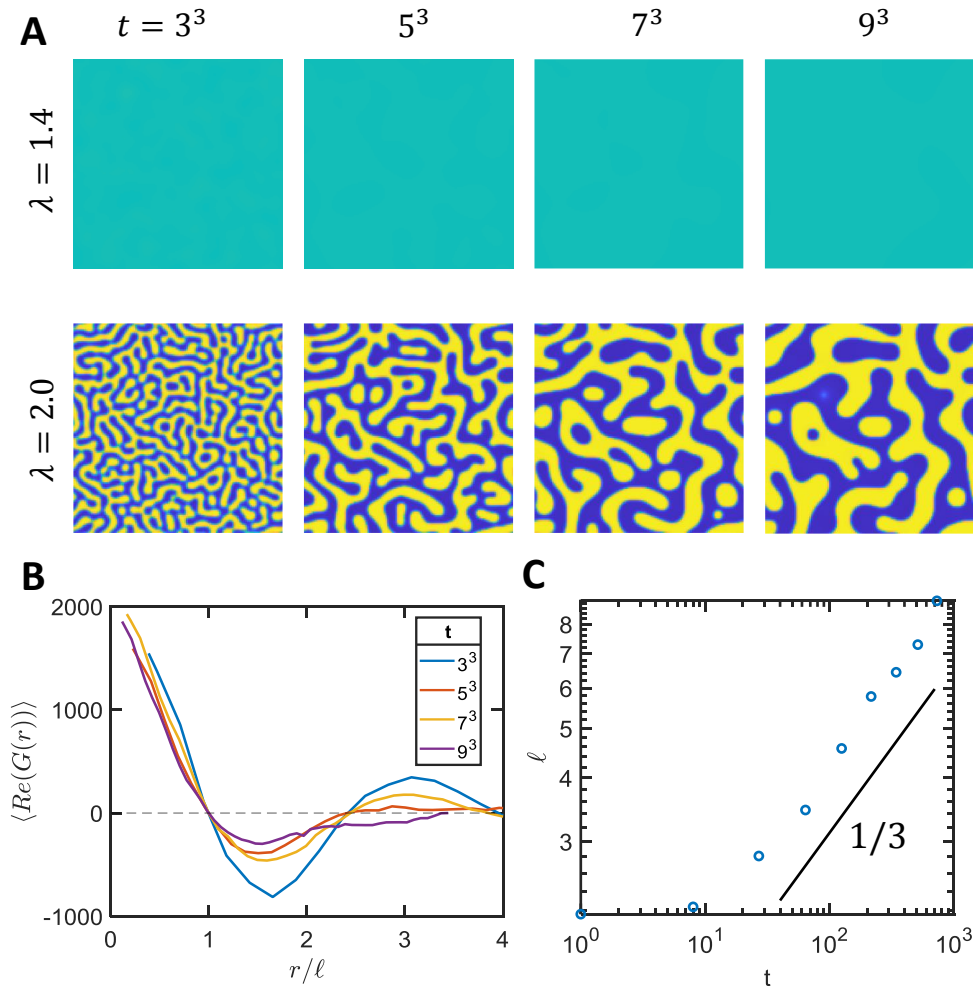 A
t = 3³ 5³ 7³ 9³
λ = 1.4
λ = 2.0
B
2000
1000
0
-1000
⟨Re(G(r))⟩
0 1 2 3 4
r/ℓ
t
3³
5³
7³
9³
C
8
7
6
5
4
3
ℓ
1/3
10⁰ 10¹ 10² 10³
t